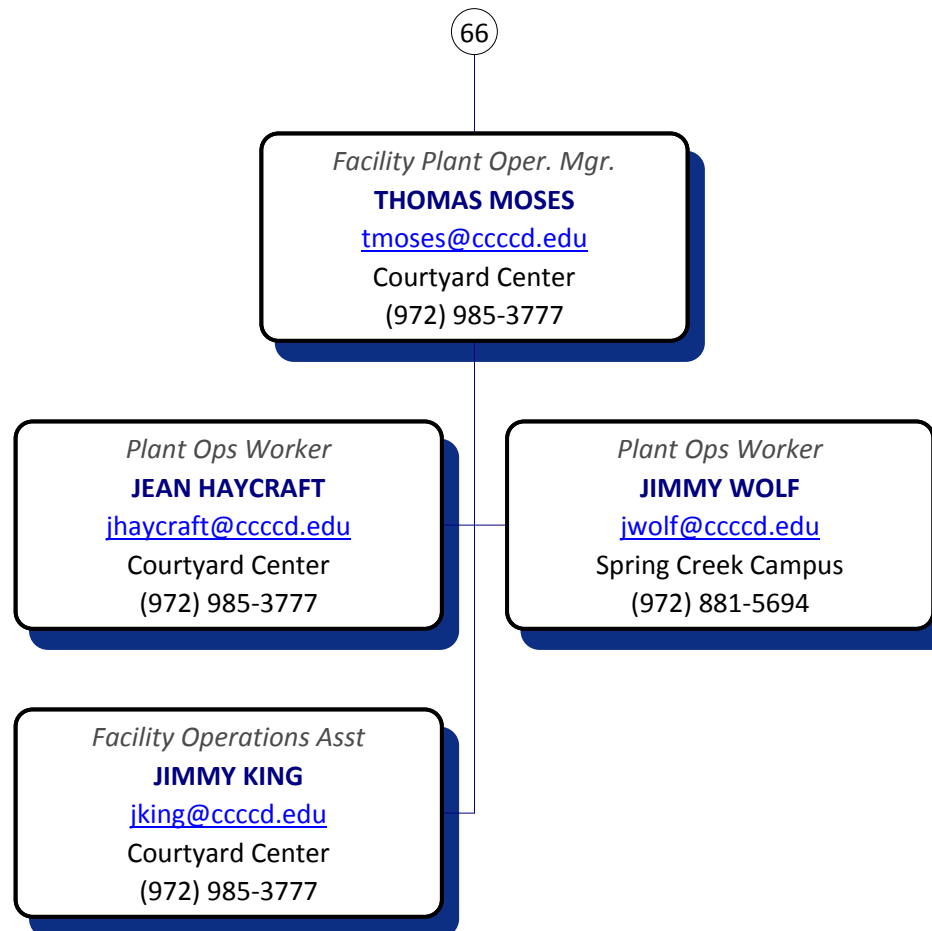 66
Facility Plant Oper. Mgr.
THOMAS MOSES
tmoses@ccccd.edu
Courtyard Center
(972) 985-3777
Plant Ops Worker
JEAN HAYCRAFT
jhaycraft@ccccd.edu
Courtyard Center
(972) 985-3777
Plant Ops Worker
JIMMY WOLF
jwolf@ccccd.edu
Spring Creek Campus
(972) 881-5694
Facility Operations Asst
JIMMY KING
jking@ccccd.edu
Courtyard Center
(972) 985-3777